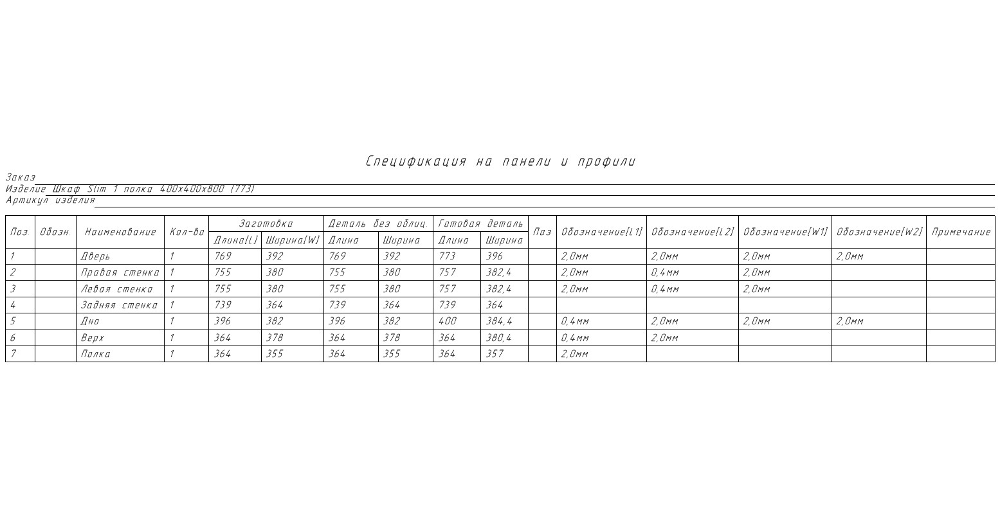 Спецификация на панели и профили
Заказ
Изделие Шкаф Slim 1 полка 400х400х800 (773)
Артикул изделия
Поз. Обозн. Наименование Кол-во Заготовка Деталь без облиц. Готовая деталь Паз Обозначение[L1] Обозначение[L2] Обозначение[W1] Обозначение[W2] Примечание
Длина[L] Ширина[W] Длина Ширина Длина Ширина
1 Дверь 1 769 392 769 392 773 396 2,0мм 2,0мм 2,0мм 2,0мм
2 Правая стенка 1 755 380 755 380 757 382,4 2,0мм 0,4мм 2,0мм
3 Левая стенка 1 755 380 755 380 757 382,4 2,0мм 0,4мм 2,0мм
4 Задняя стенка 1 739 364 739 364 739 364
5 Дно 1 396 382 396 382 400 384,4 0,4мм 2,0мм 2,0мм 2,0мм
6 Верх 1 364 378 364 378 364 380,4 0,4мм 2,0мм
7 Полка 1 364 355 364 355 364 357 2,0мм